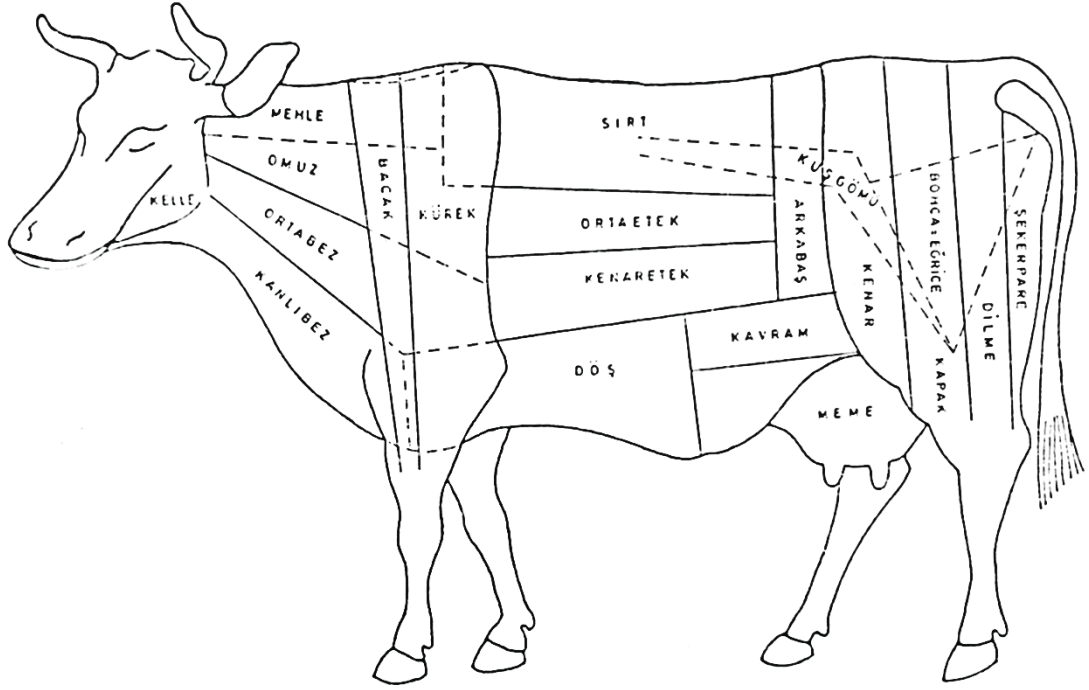 MEHLE
OMUZ
KELLE
ORTABEZ
KANLIBEZ
BACAK
KÜREK
SIRT
ORTAETEK
KENARETEK
DÖŞ
KAVRAM
MEME
ARKABAŞ
KUŞGÖNÜ
KENAR
BOHCA:EĞRİCE
KAPAK
DİLME
ŞEKERPARE